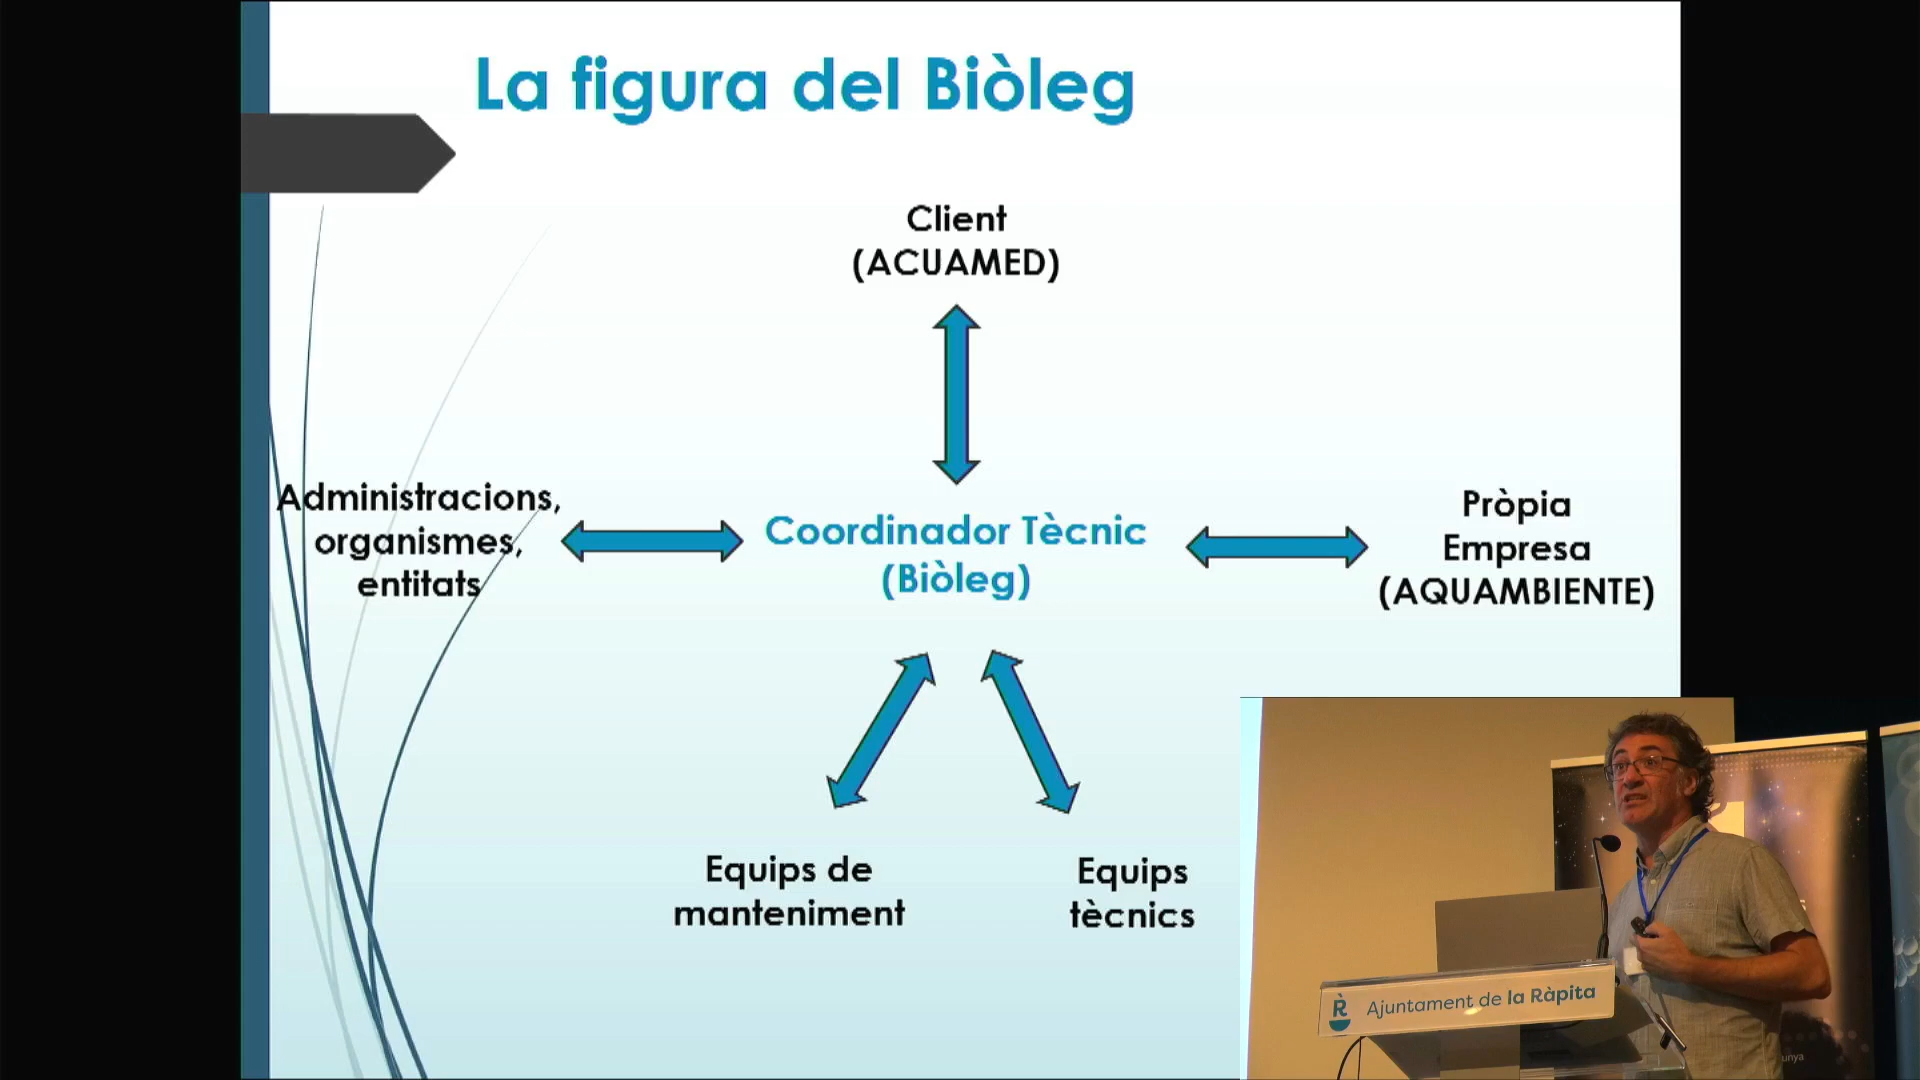 La figura del Biòleg
Client
(ACUAMED)
Administracions,
organismes,
entitats
Coordinador Tècnic
(Biòleg)
Pròpia
Empresa
(AQUAMBIENTE)
Equips de
manteniment
Equips
tècnics
R
Ajuntament de la Ràpita
unya